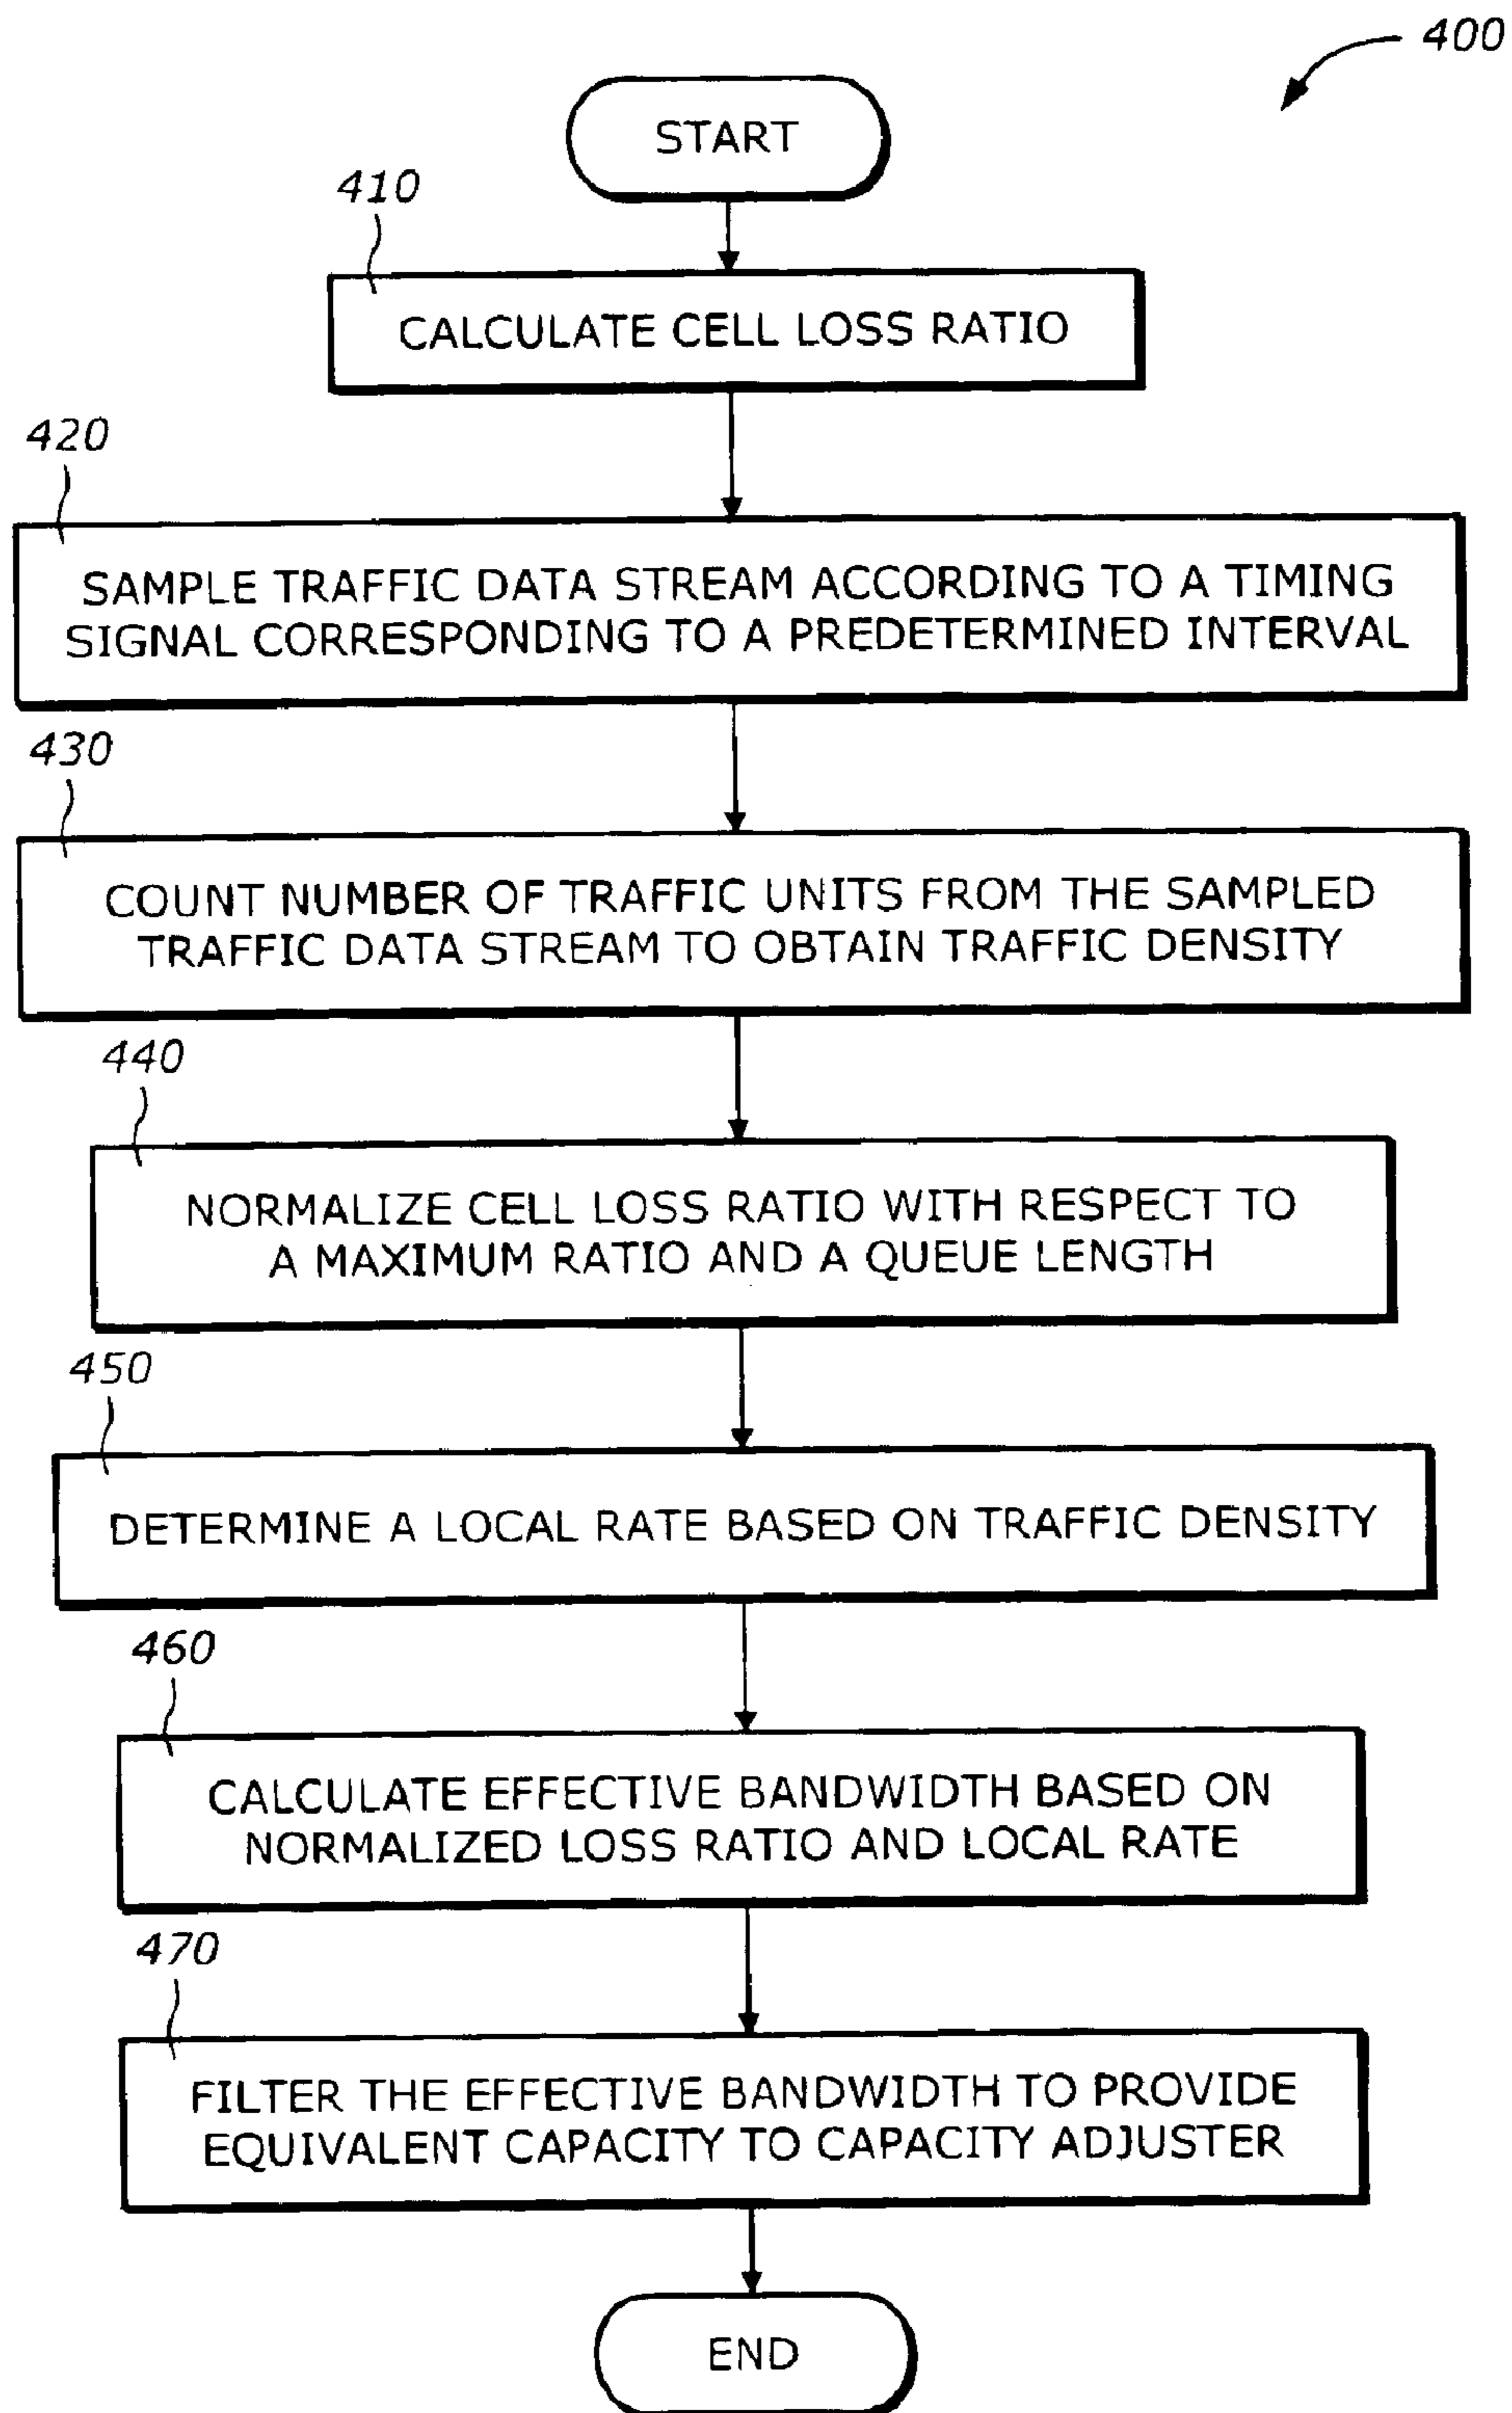 400
START
410
CALCULATE CELL LOSS RATIO
420
SAMPLE TRAFFIC DATA STREAM ACCORDING TO A TIMING
SIGNAL CORRESPONDING TO A PREDETERMINED INTERVAL
430
COUNT NUMBER OF TRAFFIC UNITS FROM THE SAMPLED
TRAFFIC DATA STREAM TO OBTAIN TRAFFIC DENSITY
440
NORMALIZE CELL LOSS RATIO WITH RESPECT TO
A MAXIMUM RATIO AND A QUEUE LENGTH
450
DETERMINE A LOCAL RATE BASED ON TRAFFIC DENSITY
460
CALCULATE EFFECTIVE BANDWIDTH BASED ON
NORMALIZED LOSS RATIO AND LOCAL RATE
470
FILTER THE EFFECTIVE BANDWIDTH TO PROVIDE
EQUIVALENT CAPACITY TO CAPACITY ADJUSTER
END